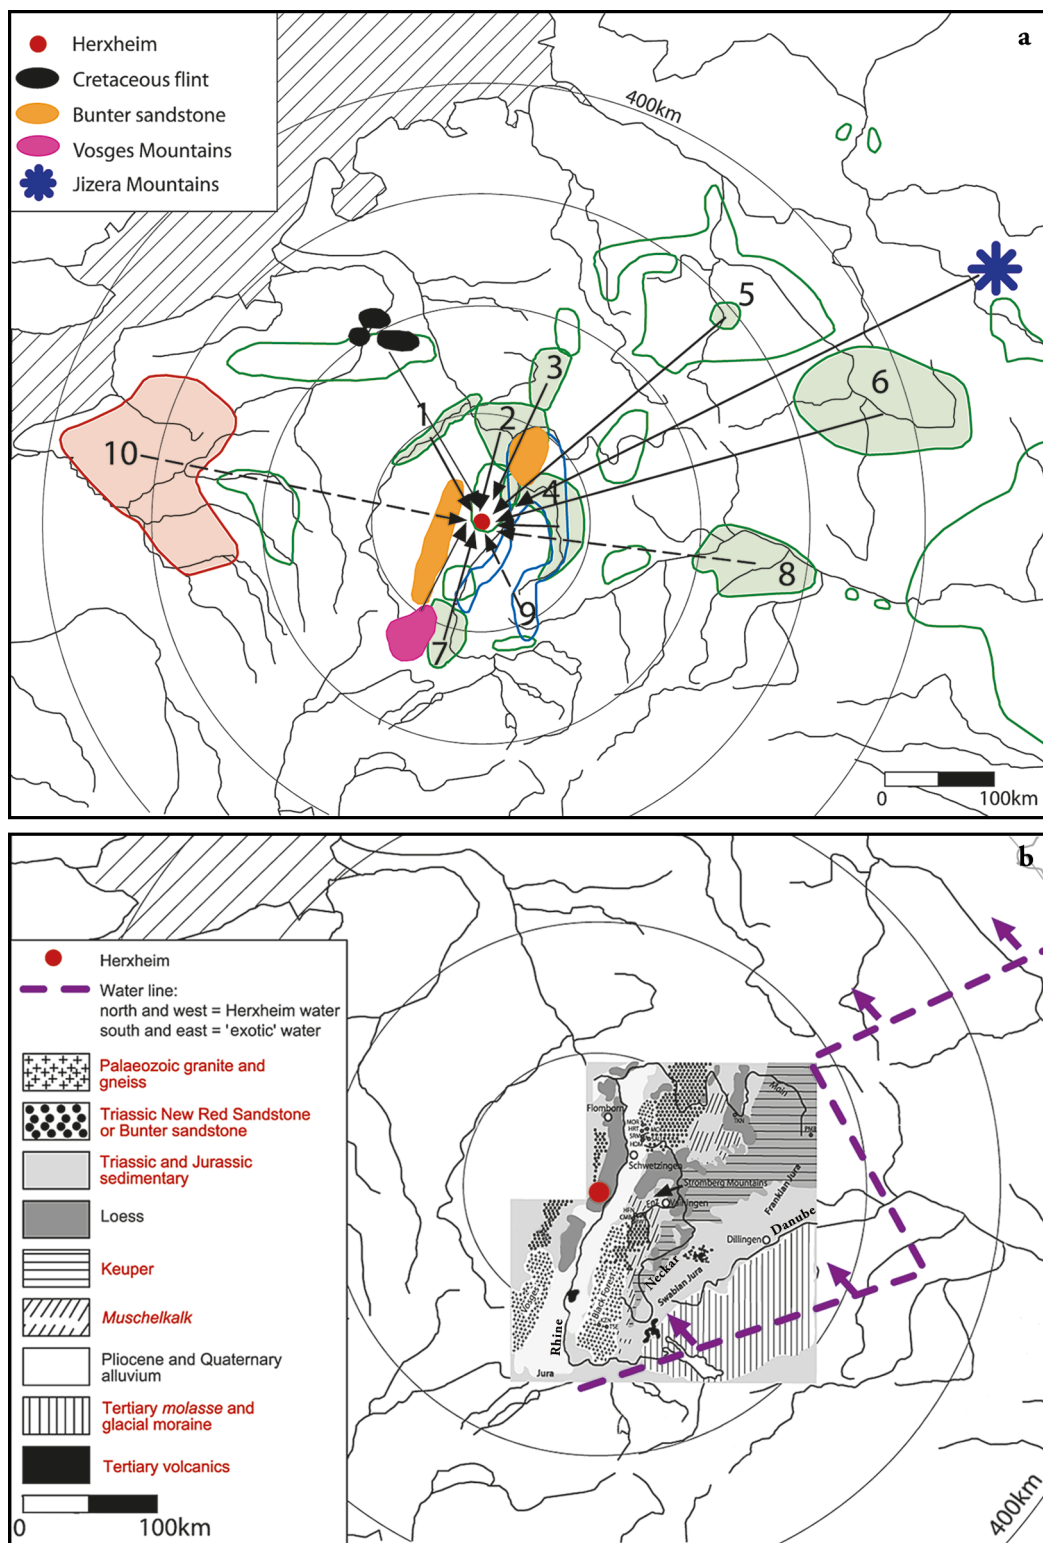 a
Herxheim
Cretaceous flint
Bunter sandstone
Vosges Mountains
Jizera Mountains
400km
5
3
6
1
2
10
4
8
9
7
0 100km
b
Herxheim
Water line:
north and west = Herxheim water
south and east = 'exotic' water
Palaeozoic granite and
gneiss
Triassic New Red Sandstone
or Bunter sandstone
Triassic and Jurassic
sedimentary
Loess
Keuper
Muschelkalk
Pliocene and Quaternary
alluvium
Tertiary molasse and
glacial moraine
Tertiary volcanics
0 100km
Main
Flomborn
MOR
HRT
HDM
Schwetzingen
Stromberg Mountains
Franklan Jura
Danube
Dillingen
Neckar
Swabian Jura
Black Forest
Vosges
Rhine
Jura
400km